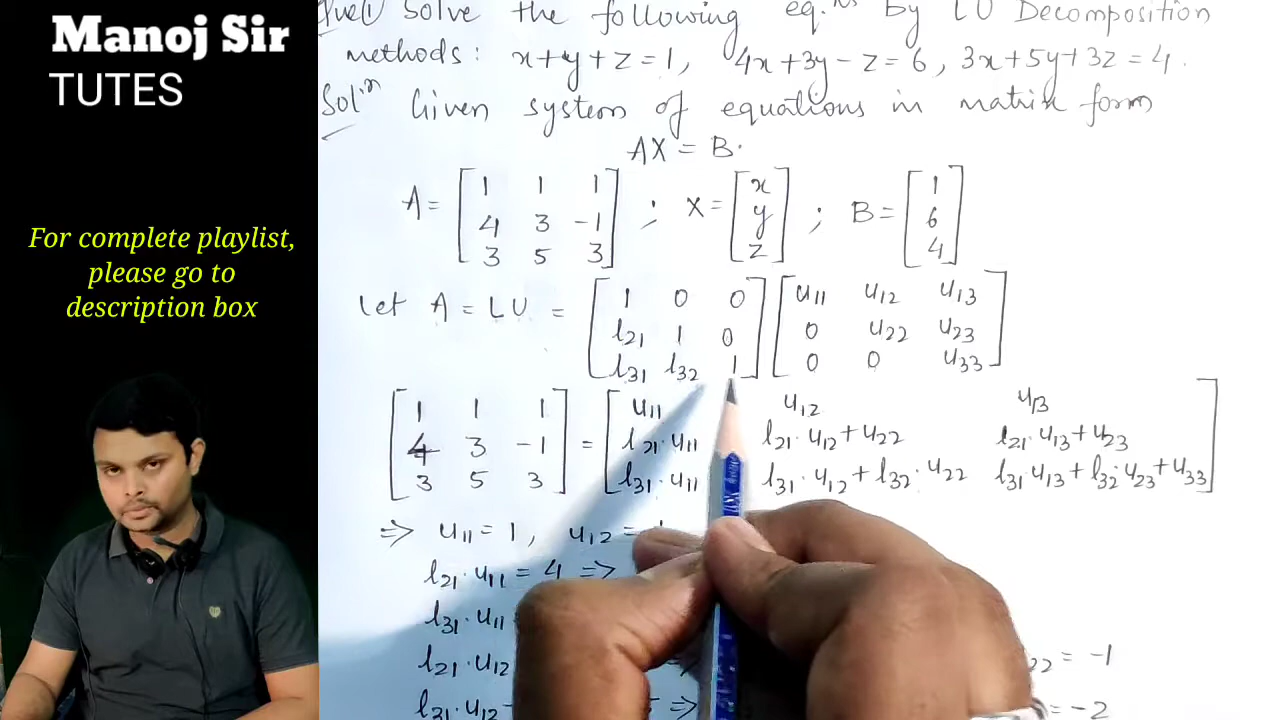 Manoj Sir
TUTES
For complete playlist,
please go to
description box
Que① Solve the following eq.ⁿˢ by LU Decomposition
methods: x+y+z=1, 4x+3y-z=6, 3x+5y+3z=4.
Sol.ⁿ Given system of equations in matrix form
AX = B.
A = [1 1 1; 4 3 -1; 3 5 3] ; X = [x; y; z] ; B = [1; 6; 4]
let A = LU = [1 0 0; l21 1 0; l31 l32 1] [u11 u12 u13; 0 u22 u23; 0 0 u33]
[1 1 1; 4 3 -1; 3 5 3] = [u11 u12 u13; l21·u11 l21·u12+u22 l21·u13+u23; l31·u11 l31·u12+l32·u22 l31·u13+l32·u23+u33]
⇒ u11 = 1, u12 =
l21·u11 = 4 ⇒
l31·u11
l21·u12 22 = -1
l31·u12 ⇒ = -2